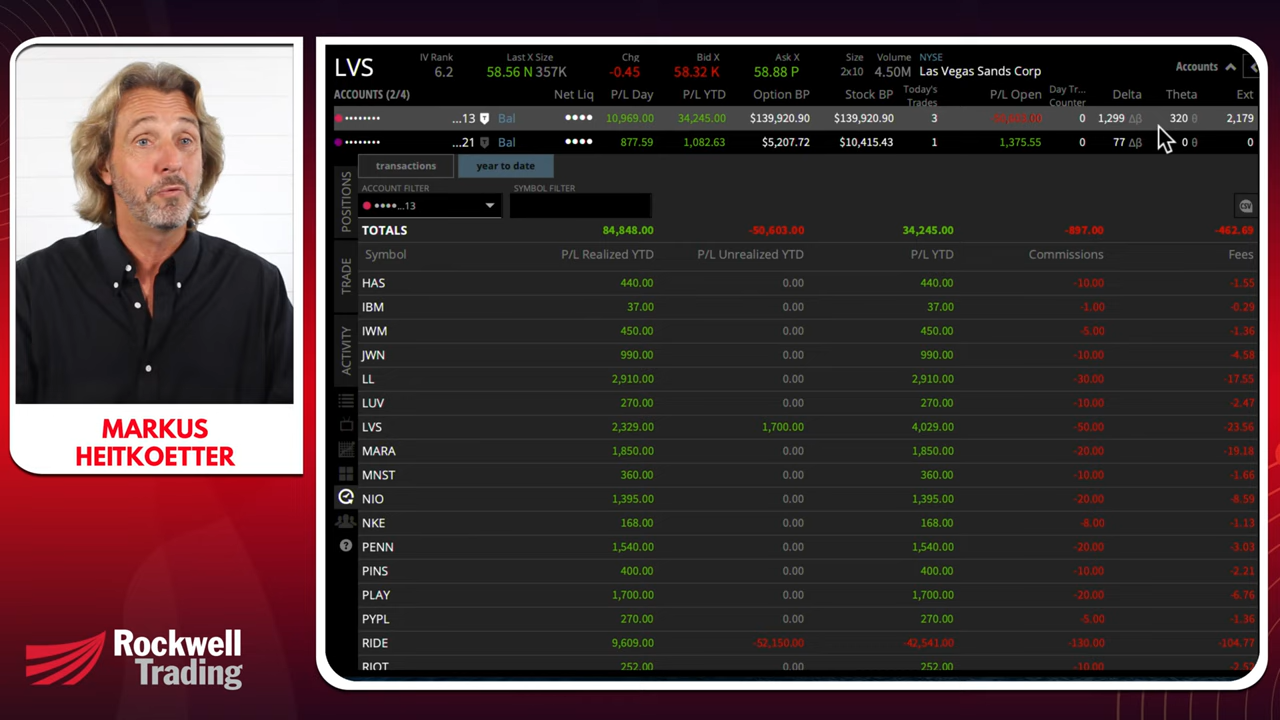 LVS
IV Rank
6.2
Last X Size
58.56 N 357K
Chg
-0.45
Bid X
58.32 K
Ask X
58.88 P
Size
2x10
Volume
4.50M
NYSE
Las Vegas Sands Corp
Accounts
ACCOUNTS (2/4) Net Liq P/L Day P/L YTD Option BP Stock BP Today's Trades P/L Open Day Tr... Counter Delta Theta Ext
...13 Bal 10,969.00 34,245.00 $139,920.90 $139,920.90 3 0 1,299 Δβ 320 θ 2,179
...21 Bal 877.59 1,082.63 $5,207.72 $10,415.43 1 1,375.55 0 77 Δβ 0 θ 0
transactions year to date
ACCOUNT FILTER SYMBOL FILTER
...13
CSV
POSITIONS
TRADE
ACTIVITY
TOTALS 84,848.00 -50,603.00 34,245.00 -897.00 -462.69
Symbol P/L Realized YTD P/L Unrealized YTD P/L YTD Commissions Fees
HAS 440.00 0.00 440.00 -10.00 -1.55
IBM 37.00 0.00 37.00 -1.00 -0.29
IWM 450.00 0.00 450.00 -5.00 -1.36
JWN 990.00 0.00 990.00 -10.00 -4.58
LL 2,910.00 0.00 2,910.00 -30.00 -17.55
LUV 270.00 0.00 270.00 -10.00 -2.47
LVS 2,329.00 1,700.00 4,029.00 -50.00 -23.56
MARA 1,850.00 0.00 1,850.00 -20.00 -19.18
MNST 360.00 0.00 360.00 -10.00 -1.66
NIO 1,395.00 0.00 1,395.00 -20.00 -8.59
NKE 168.00 0.00 168.00 -8.00 -1.13
PENN 1,540.00 0.00 1,540.00 -20.00 -3.03
PINS 400.00 0.00 400.00 -10.00 -2.21
PLAY 1,700.00 0.00 1,700.00 -20.00 -6.76
PYPL 270.00 0.00 270.00 -5.00 -1.36
RIDE 9,609.00 -52,150.00 -42,541.00 -130.00 -104.77
RIOT 252.00 0.00 252.00 -10.00
MARKUS
HEITKOETTER
Rockwell
Trading